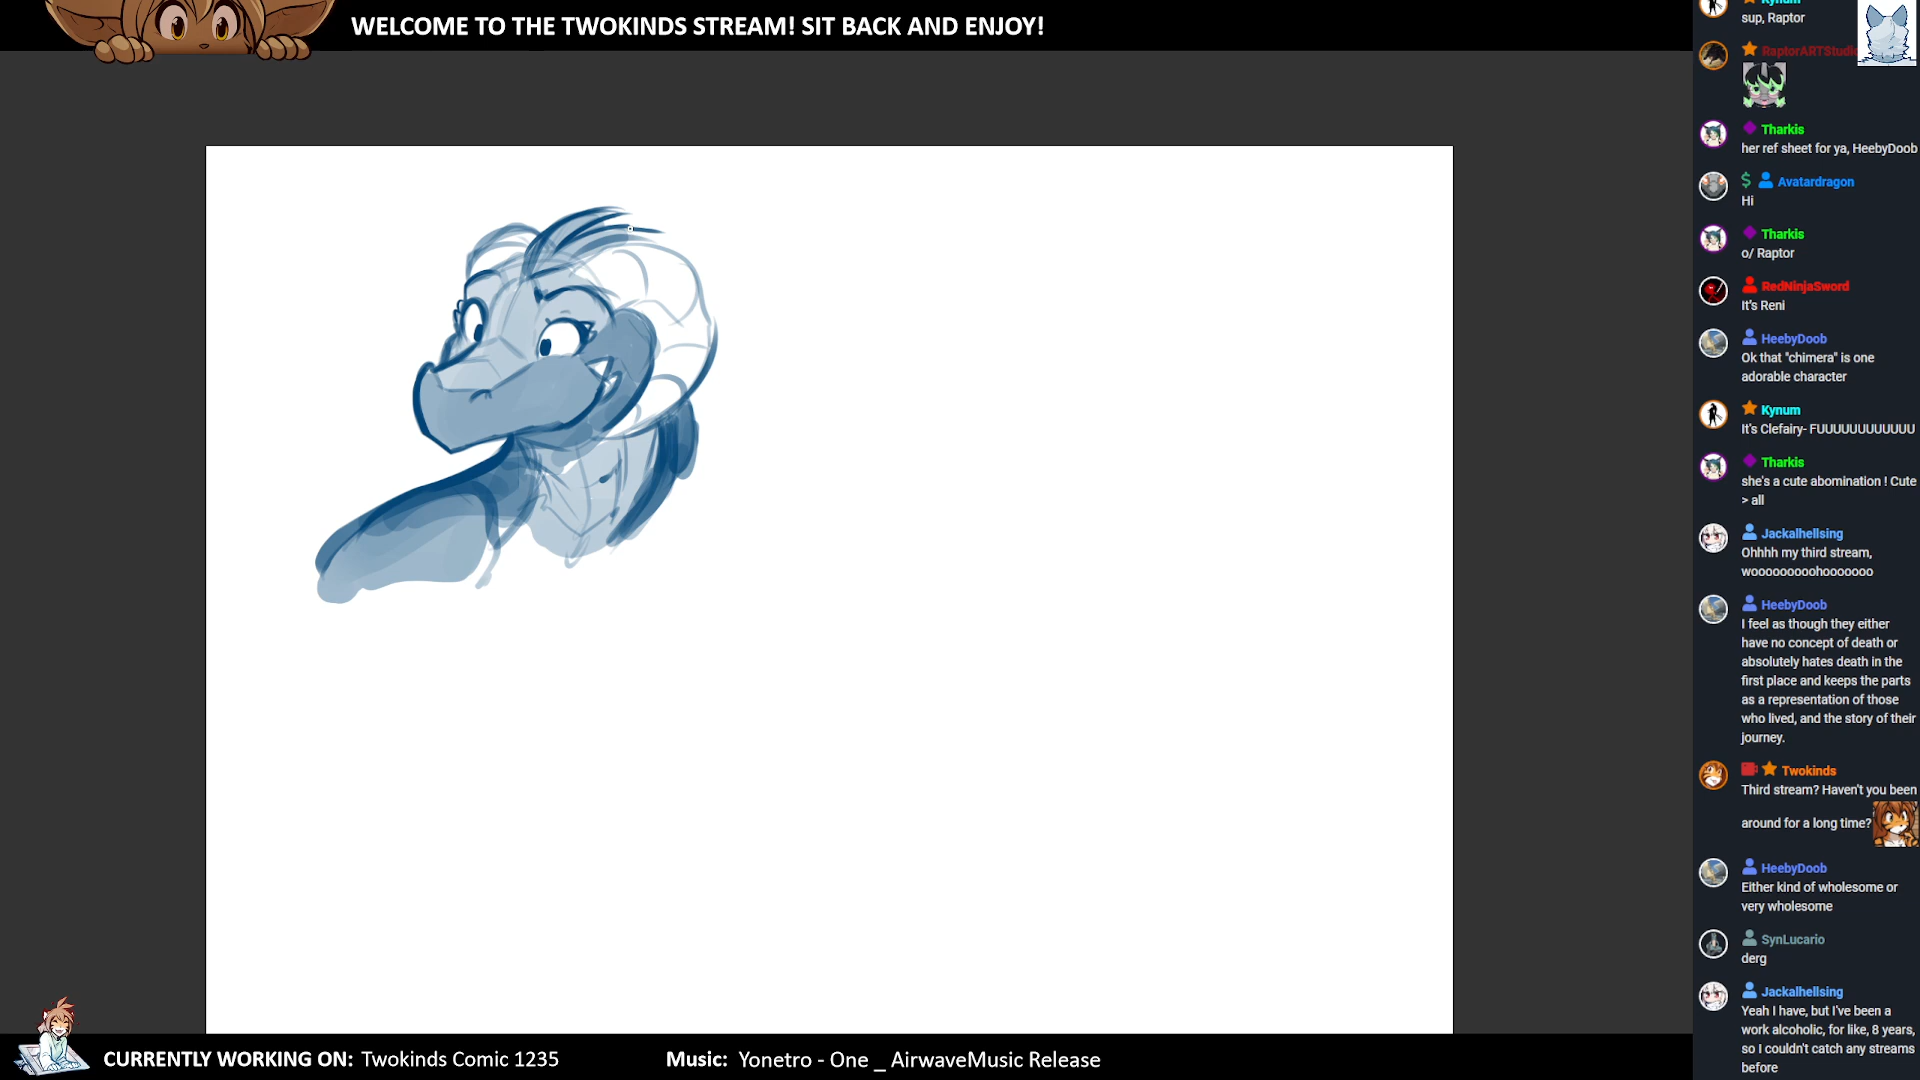 WELCOME TO THE TWOKINDS STREAM! SIT BACK AND ENJOY!
Kynum
sup, Raptor
RaptorARTStudio
Tharkis
her ref sheet for ya, HeebyDoob
Avatardragon
Hi
Tharkis
o/ Raptor
RedNinjaSword
It's Reni
HeebyDoob
Ok that "chimera" is one
adorable character
Kynum
It's Clefairy- FUUUUUUUUUUUU
Tharkis
she's a cute abomination ! Cute
> all
Jackalhellsing
Ohhhh my third stream,
wooooooooohooooooo
HeebyDoob
I feel as though they either
have no concept of death or
absolutely hates death in the
first place and keeps the parts
as a representation of those
who lived, and the story of their
journey.
Twokinds
Third stream? Haven't you been
around for a long time?
HeebyDoob
Either kind of wholesome or
very wholesome
SynLucario
derg
Jackalhellsing
Yeah I have, but I've been a
work alcoholic, for like, 8 years,
so I couldn't catch any streams
before
CURRENTLY WORKING ON: Twokinds Comic 1235
Music: Yonetro - One _ AirwaveMusic Release